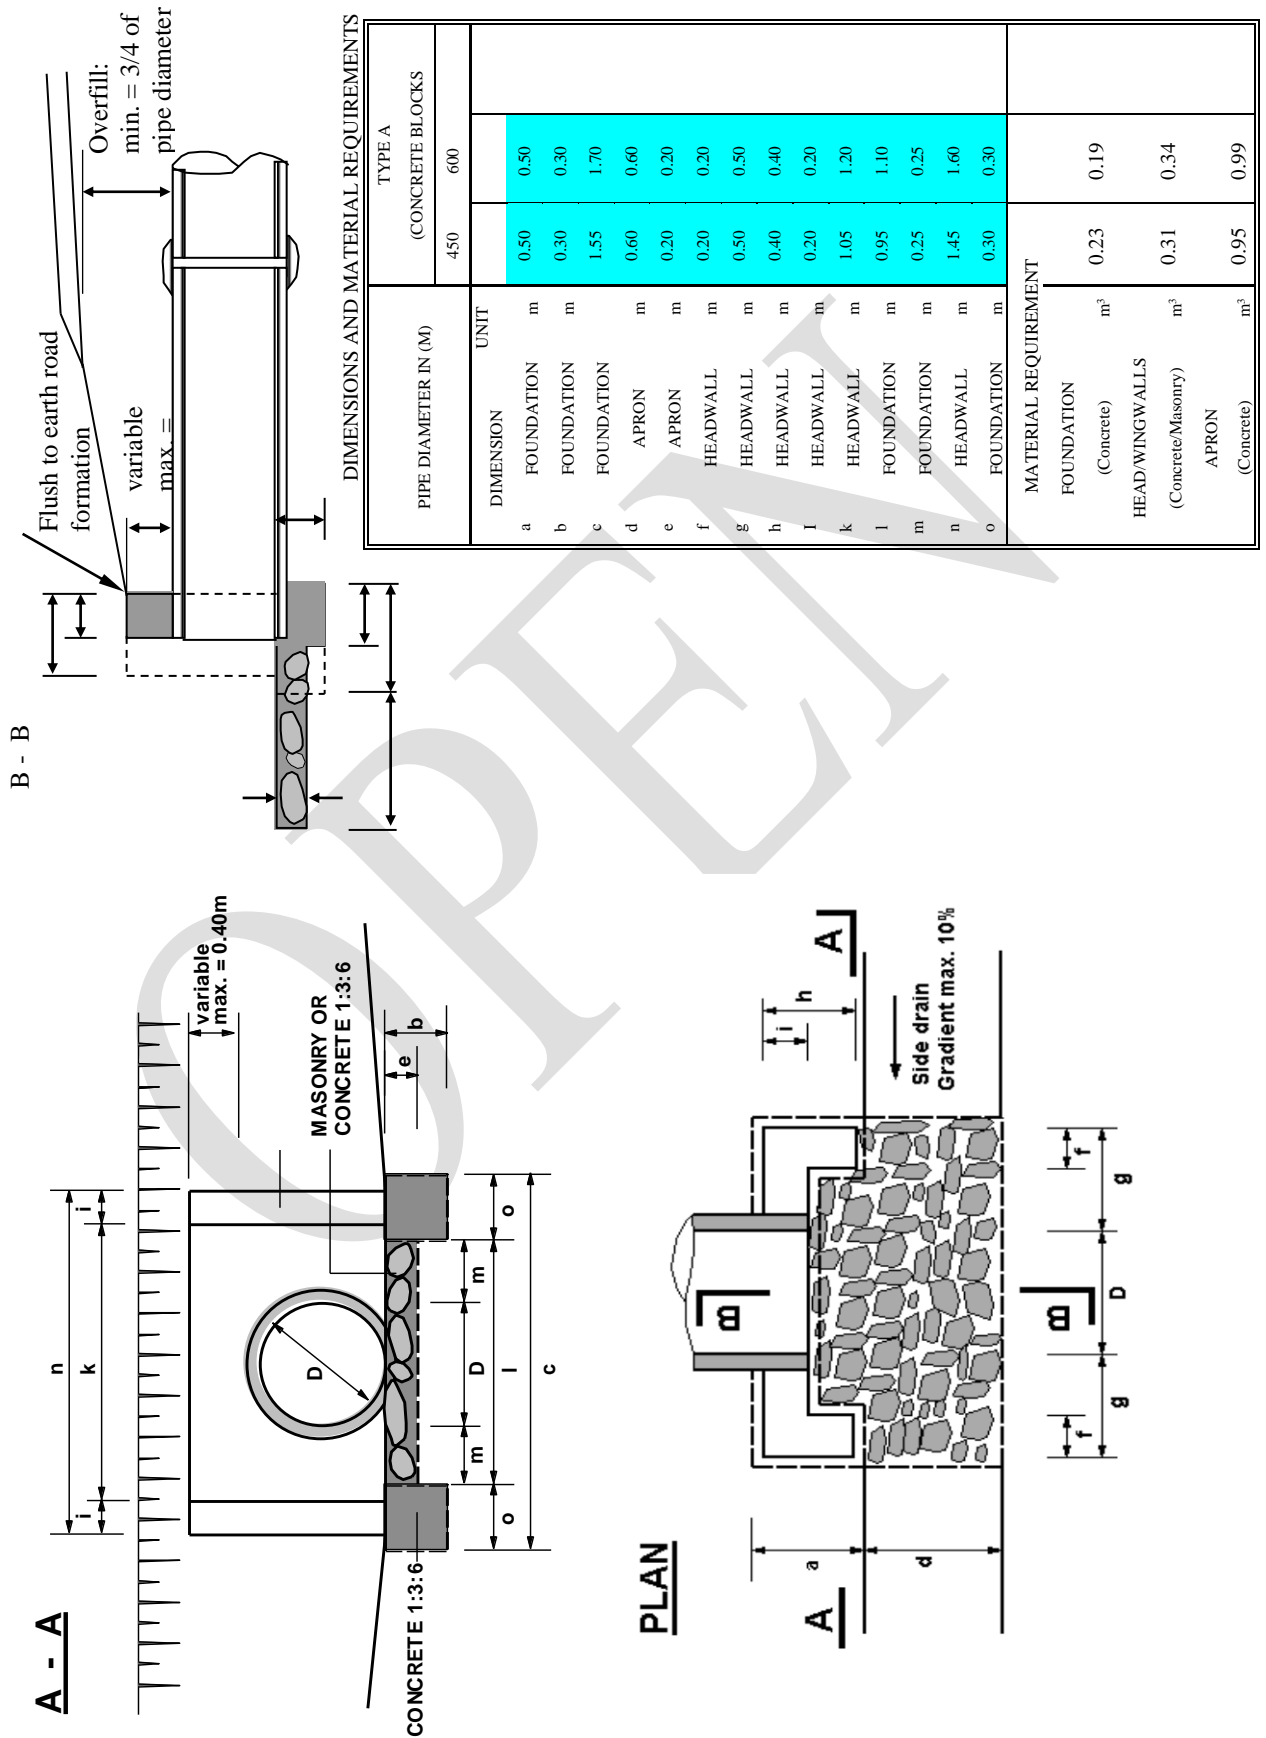 A - A
n
i
k
i
variable
max. = 0.40m
D
MASONRY OR
CONCRETE 1:3:6
e
b
CONCRETE 1:3:6
m
D
m
o
l
o
c
B - B
Flush to earth road
formation
variable
max. =
Overfill:
min. = 3/4 of
pipe diameter
PLAN
A
A
a
d
B
B
i
h
Side drain
Gradient max. 10%
f
f
g
D
g
DIMENSIONS AND MATERIAL REQUIREMENTS
PIPE DIAMETER IN (M) TYPE A
(CONCRETE BLOCKS
450 600
DIMENSION UNIT
a FOUNDATION m 0.50 0.50
b FOUNDATION m 0.30 0.30
c FOUNDATION 1.55 1.70
d APRON m 0.60 0.60
e APRON m 0.20 0.20
f HEADWALL m 0.20 0.20
g HEADWALL m 0.50 0.50
h HEADWALL m 0.40 0.40
I HEADWALL m 0.20 0.20
k HEADWALL m 1.05 1.20
l FOUNDATION m 0.95 1.10
m FOUNDATION m 0.25 0.25
n HEADWALL m 1.45 1.60
o FOUNDATION m 0.30 0.30
MATERIAL REQUIREMENT
FOUNDATION
(Concrete) m³ 0.23 0.19
HEAD/WINGWALLS
(Concrete/Masonry) m³ 0.31 0.34
APRON
(Concrete) m³ 0.95 0.99
OPEN